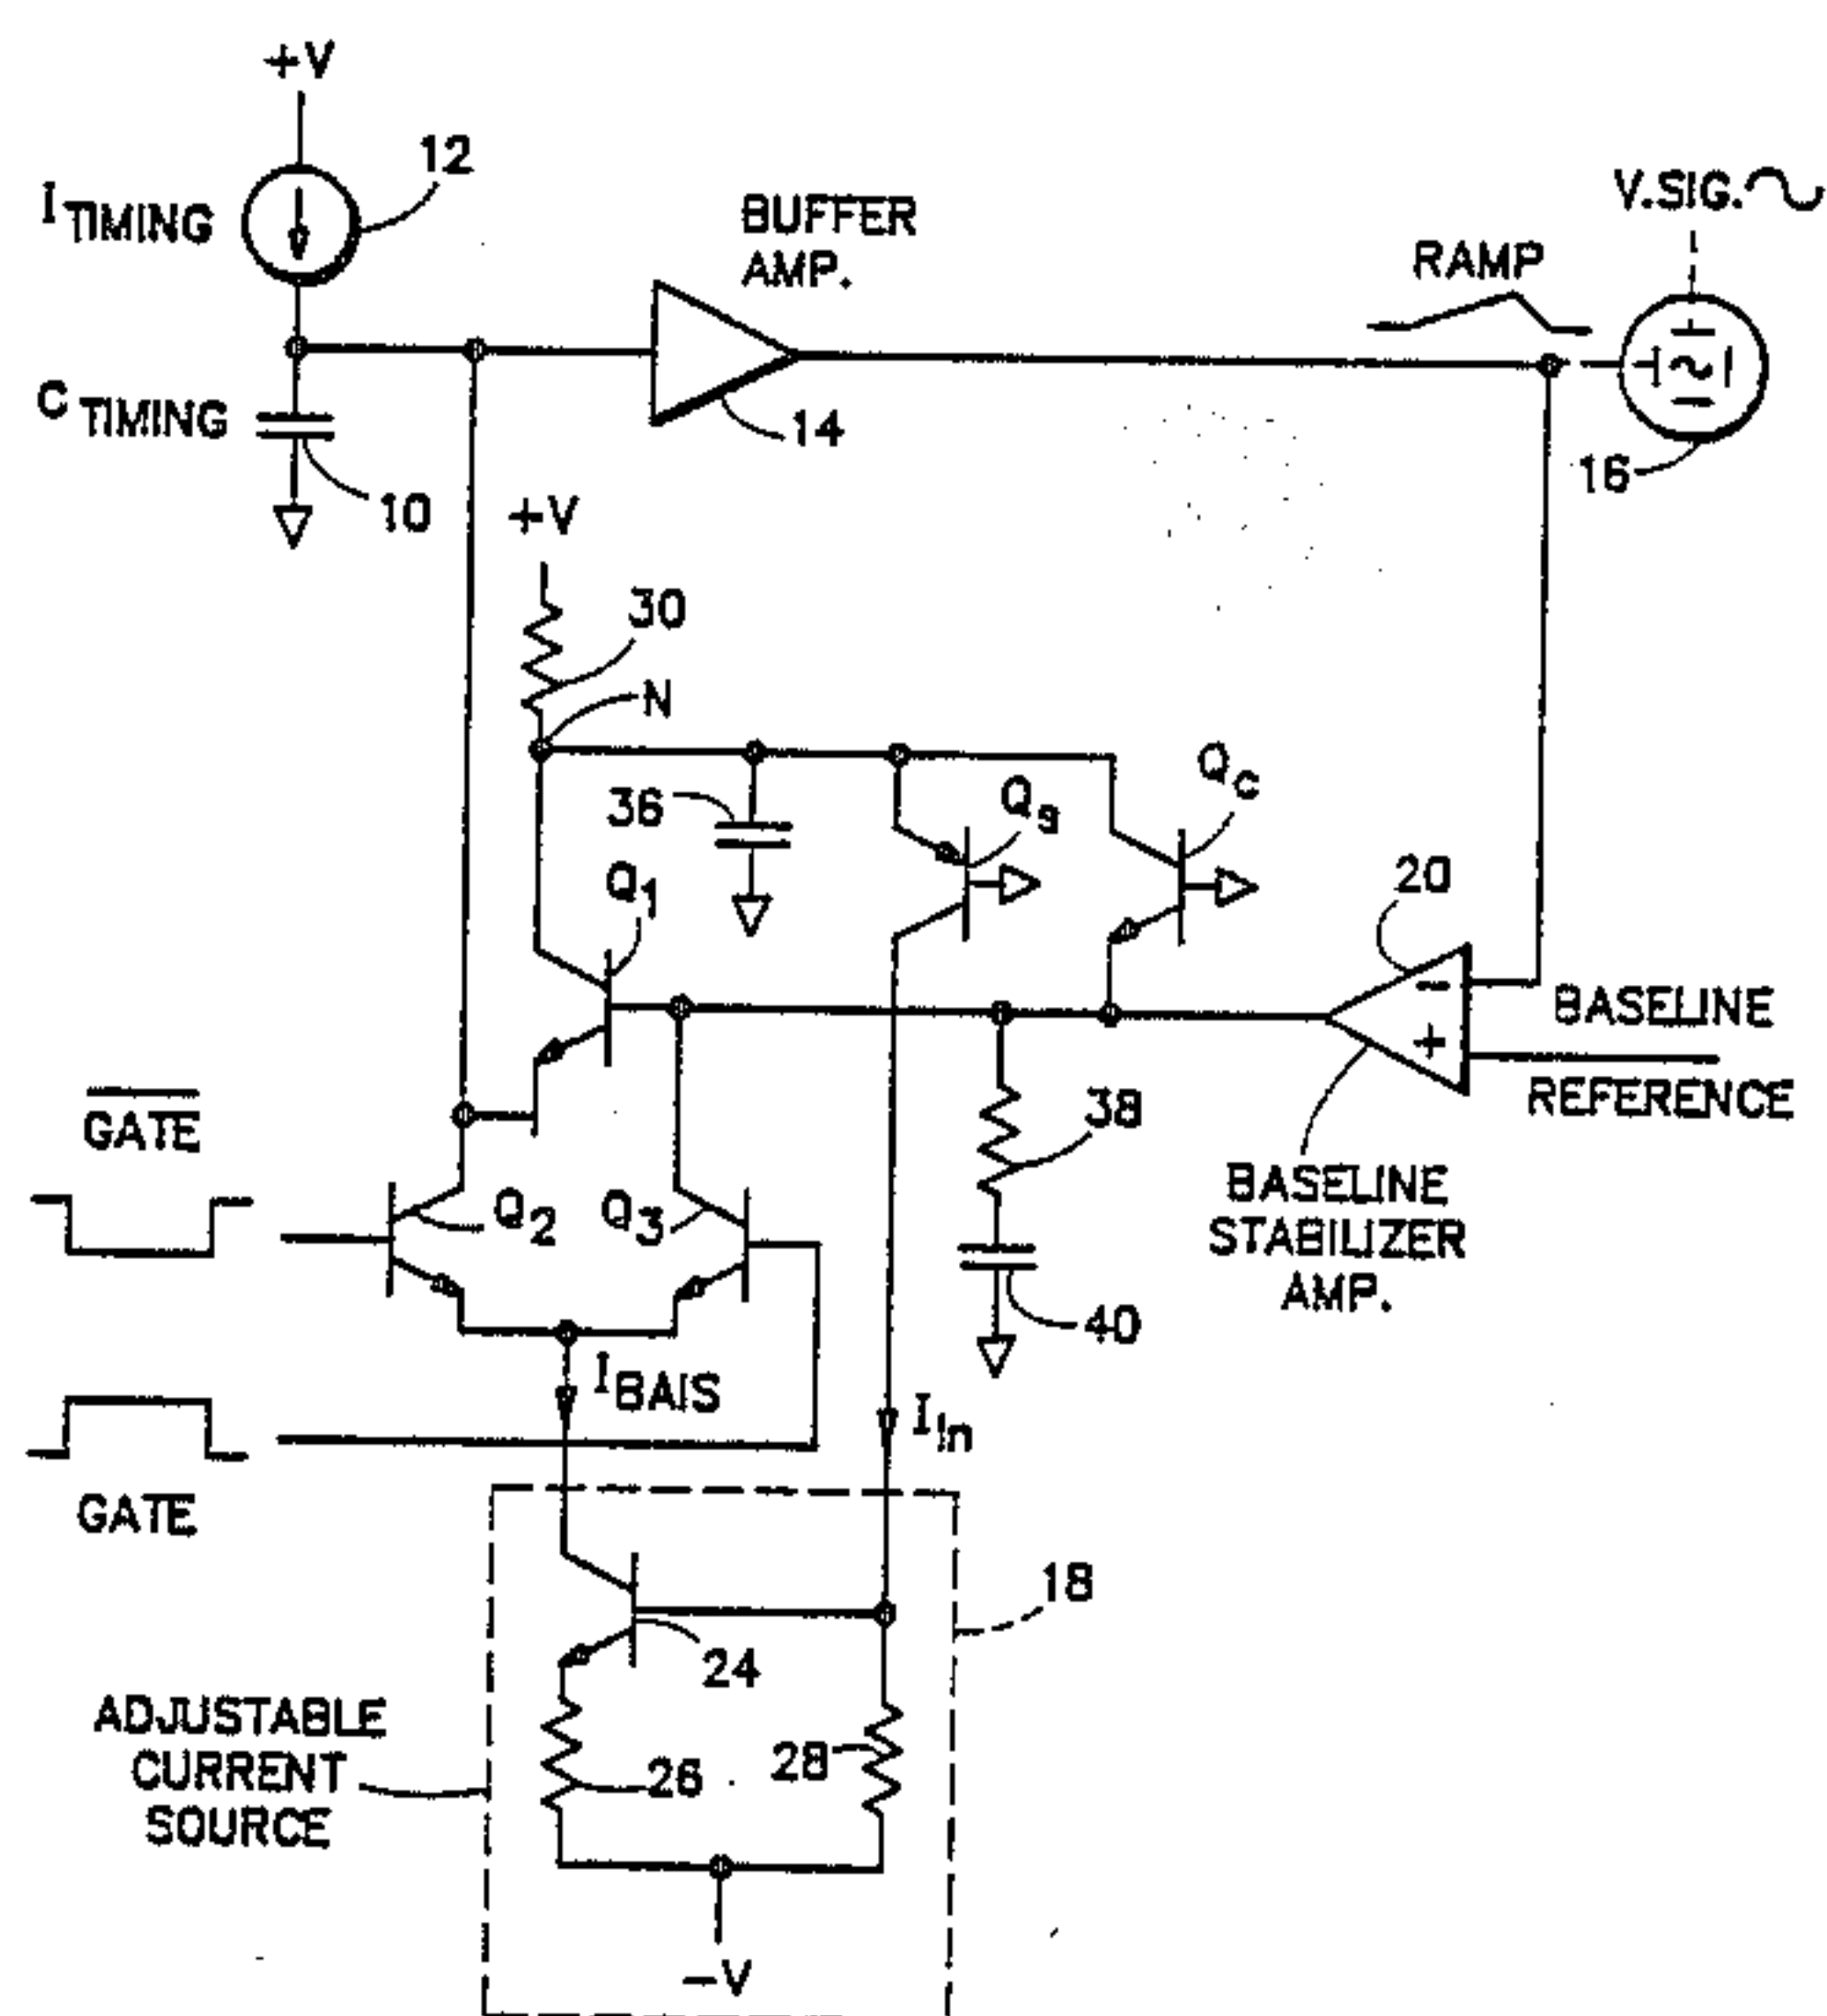 +V
12
I TIMING
BUFFER
AMP.
V.SIG.
RAMP
C TIMING
14
16
10
+V
30
N
36
Qs
QC
Q1
20
-
+
BASELINE
REFERENCE
38
GATE
Q2
Q3
BASELINE
STABILIZER
AMP.
40
I BAIS
I In
GATE
18
24
ADJUSTABLE
CURRENT
SOURCE
26
28
-V